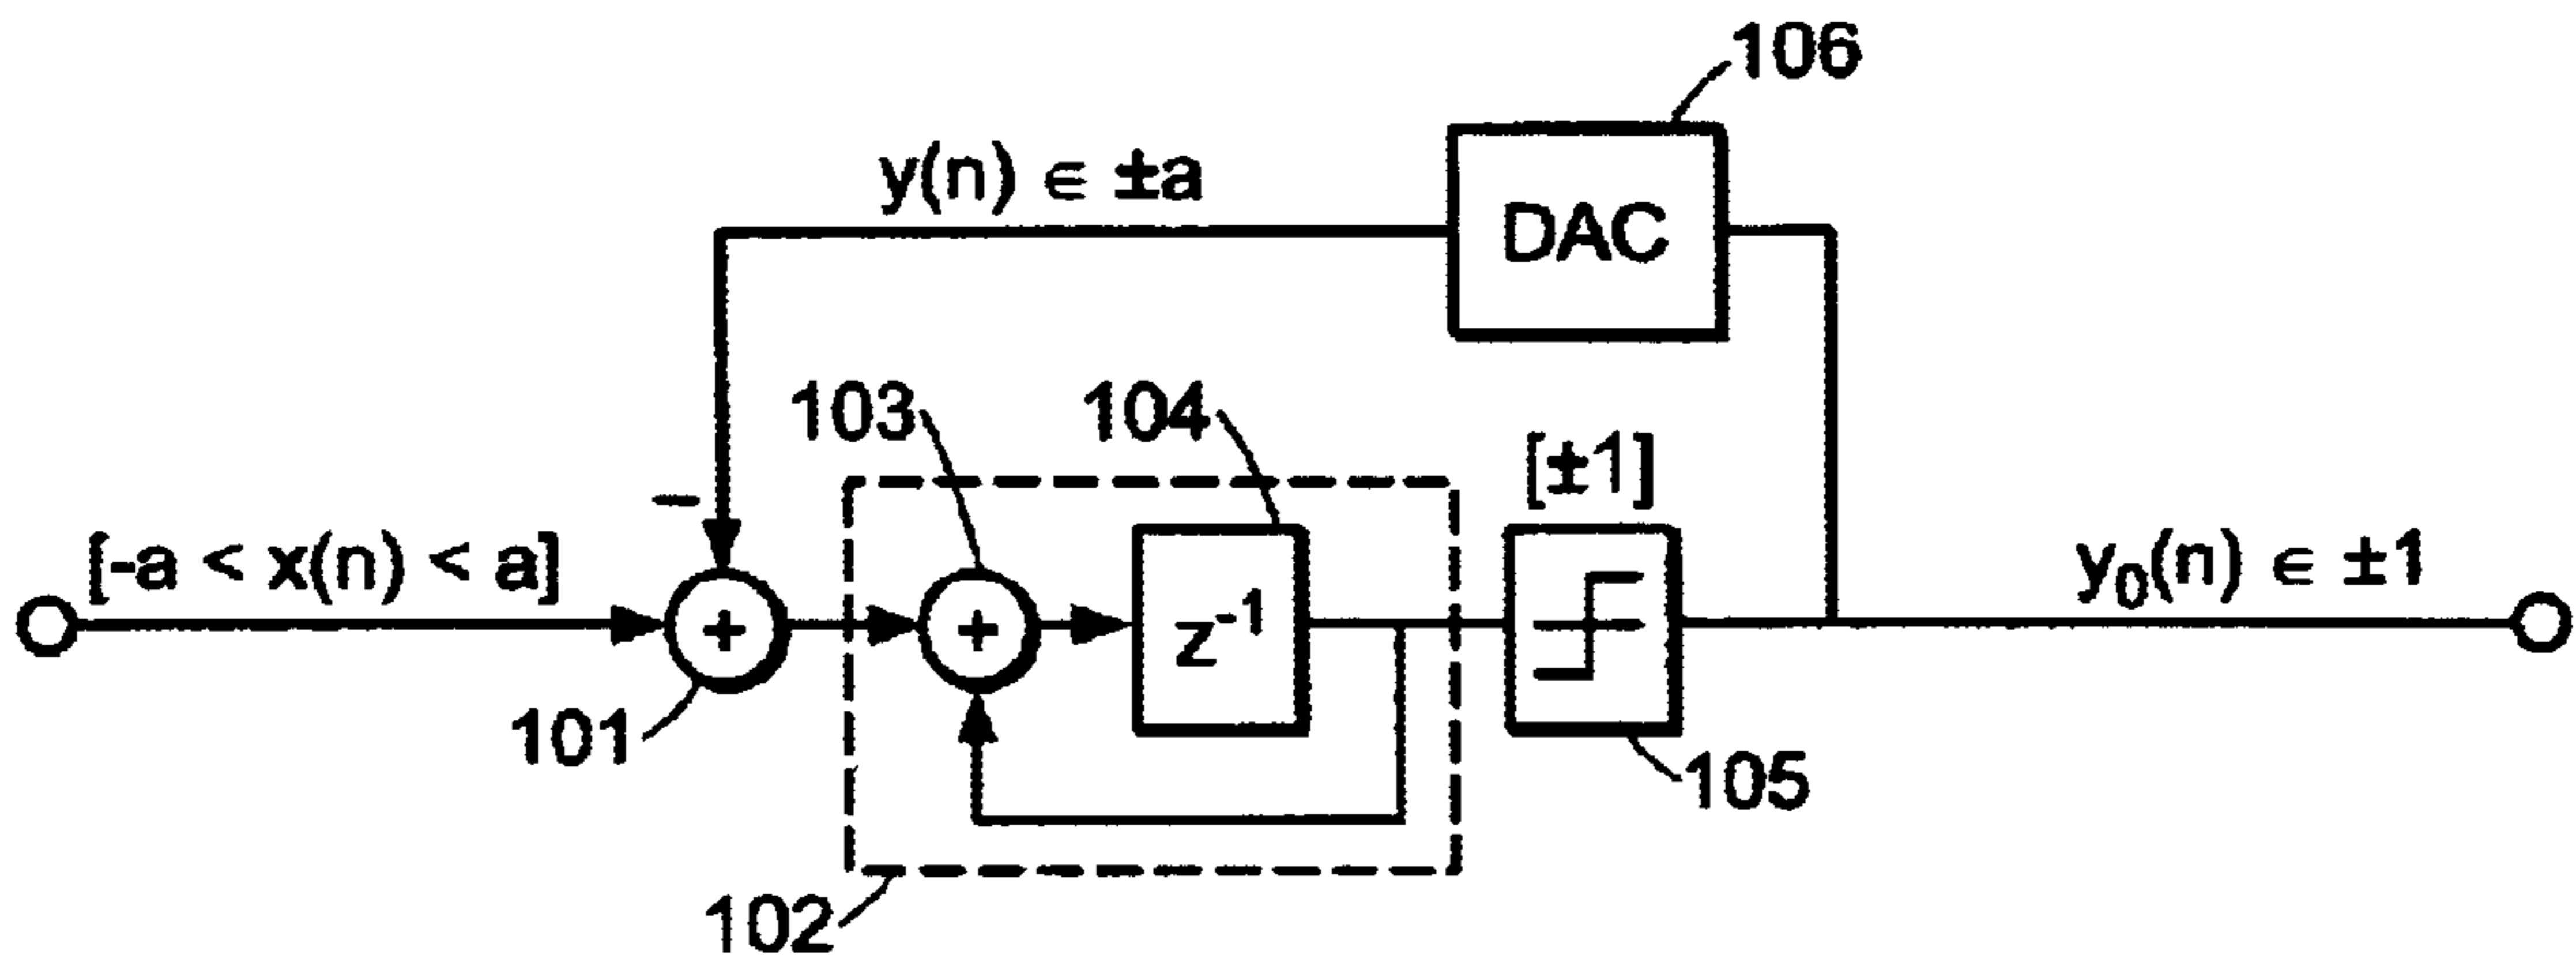 106
y(n) ∈ ±a
DAC
103
104
[±1]
[-a < x(n) < a]
y₀(n) ∈ ±1
+
+
z⁻¹
−
101
105
102